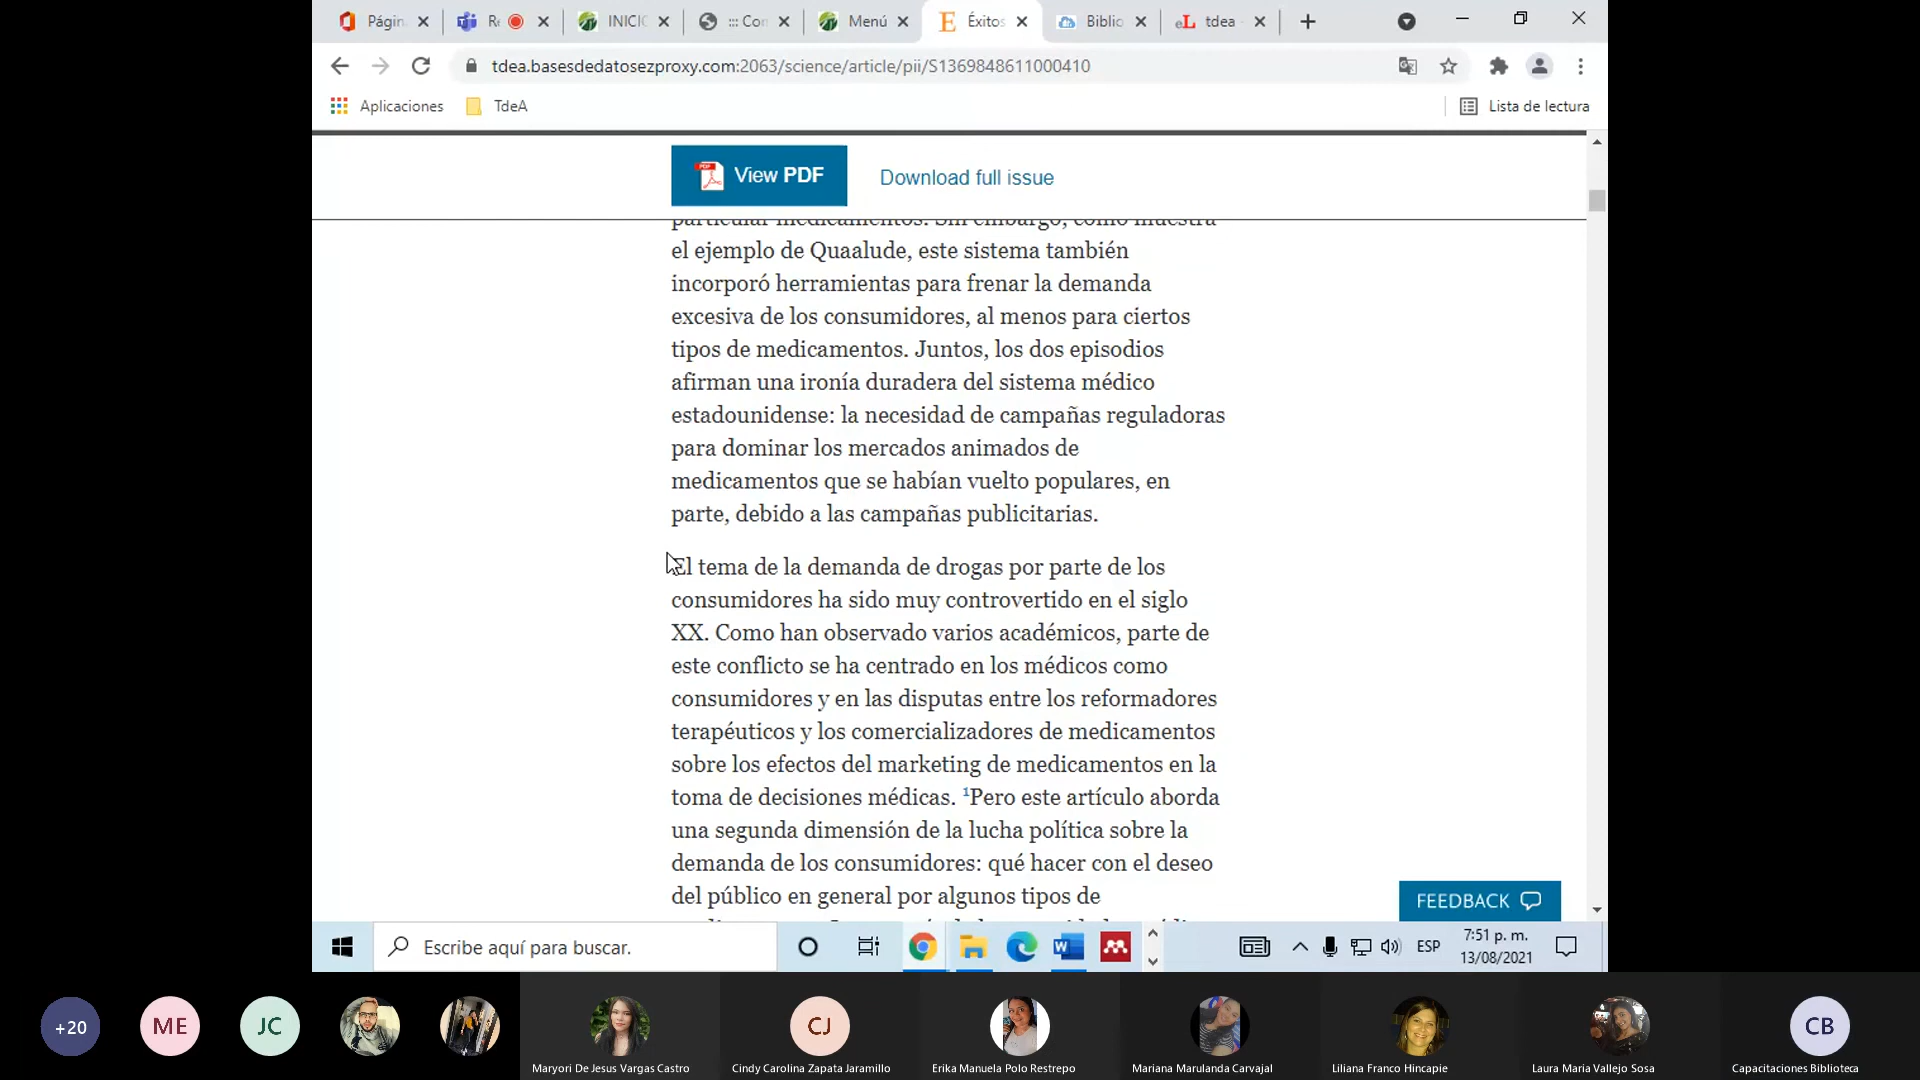 Págin
Re
INICI
::: Con
Menú
Éxitos
Biblio
tdea
tdea.basesdedatosezproxy.com:2063/science/article/pii/S1369848611000410
Aplicaciones
TdeA
Lista de lectura
View PDF
Download full issue
particular medicamentos. Sin embargo, como muestra
el ejemplo de Quaalude, este sistema también
incorporó herramientas para frenar la demanda
excesiva de los consumidores, al menos para ciertos
tipos de medicamentos. Juntos, los dos episodios
afirman una ironía duradera del sistema médico
estadounidense: la necesidad de campañas reguladoras
para dominar los mercados animados de
medicamentos que se habían vuelto populares, en
parte, debido a las campañas publicitarias.
El tema de la demanda de drogas por parte de los
consumidores ha sido muy controvertido en el siglo
XX. Como han observado varios académicos, parte de
este conflicto se ha centrado en los médicos como
consumidores y en las disputas entre los reformadores
terapéuticos y los comercializadores de medicamentos
sobre los efectos del marketing de medicamentos en la
toma de decisiones médicas. ¹Pero este artículo aborda
una segunda dimensión de la lucha política sobre la
demanda de los consumidores: qué hacer con el deseo
del público en general por algunos tipos de
FEEDBACK
Escribe aquí para buscar.
ESP
7:51 p. m.
13/08/2021
+20
ME
JC
CJ
CB
Maryori De Jesus Vargas Castro
Cindy Carolina Zapata Jaramillo
Erika Manuela Polo Restrepo
Mariana Marulanda Carvajal
Liliana Franco Hincapie
Laura Maria Vallejo Sosa
Capacitaciones Biblioteca